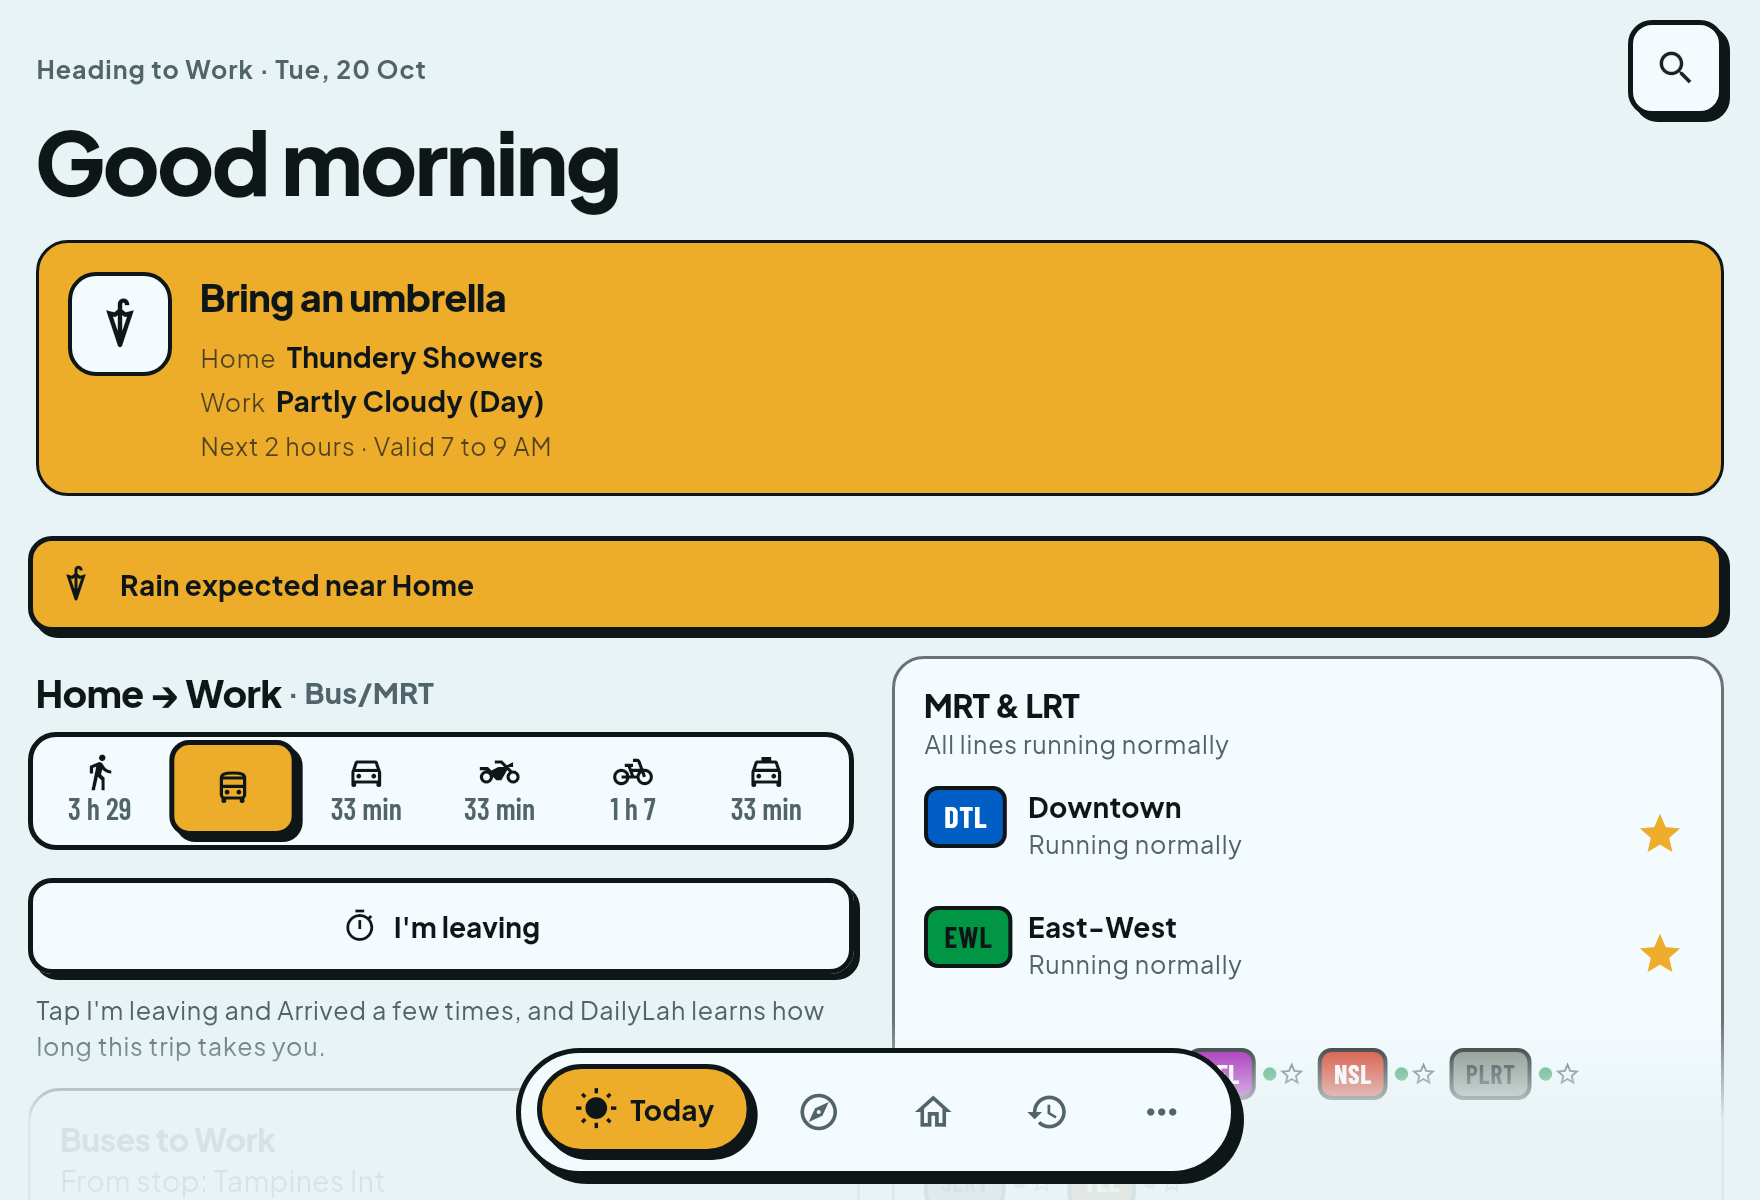 Heading to Work · Tue, 20 Oct
Good morning
Bring an umbrella
Home Thundery Showers
Work Partly Cloudy (Day)
Next 2 hours · Valid 7 to 9 AM
Rain expected near Home
Home → Work · Bus/MRT
3 h 29
33 min
33 min
1 h 7
33 min
I'm leaving
Tap I'm leaving and Arrived a few times, and DailyLah learns how
long this trip takes you.
Buses to Work
From stop: Tampines Int
MRT & LRT
All lines running normally
DTL Downtown
Running normally
EWL East-West
Running normally
NSL PLRT
Today